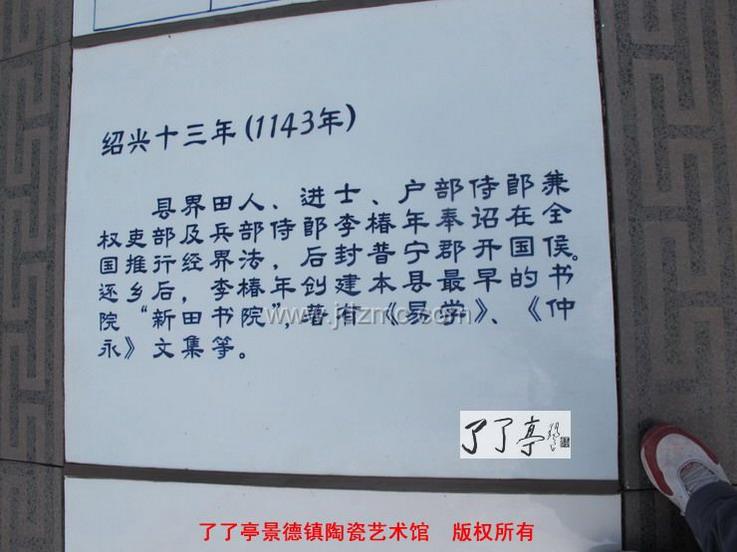 绍兴十三年(1143年)
县界田人、进士、户部侍郎兼
权吏部及兵部侍郎李椿年奉诏在全
国推行经界法，后封普宁郡开国侯。
还乡后，李椿年创建本县最早的书
院“新田书院”，著有《易学》、《仲
永》文集等。
了了亭
了了亭景德镇陶瓷艺术馆 版权所有